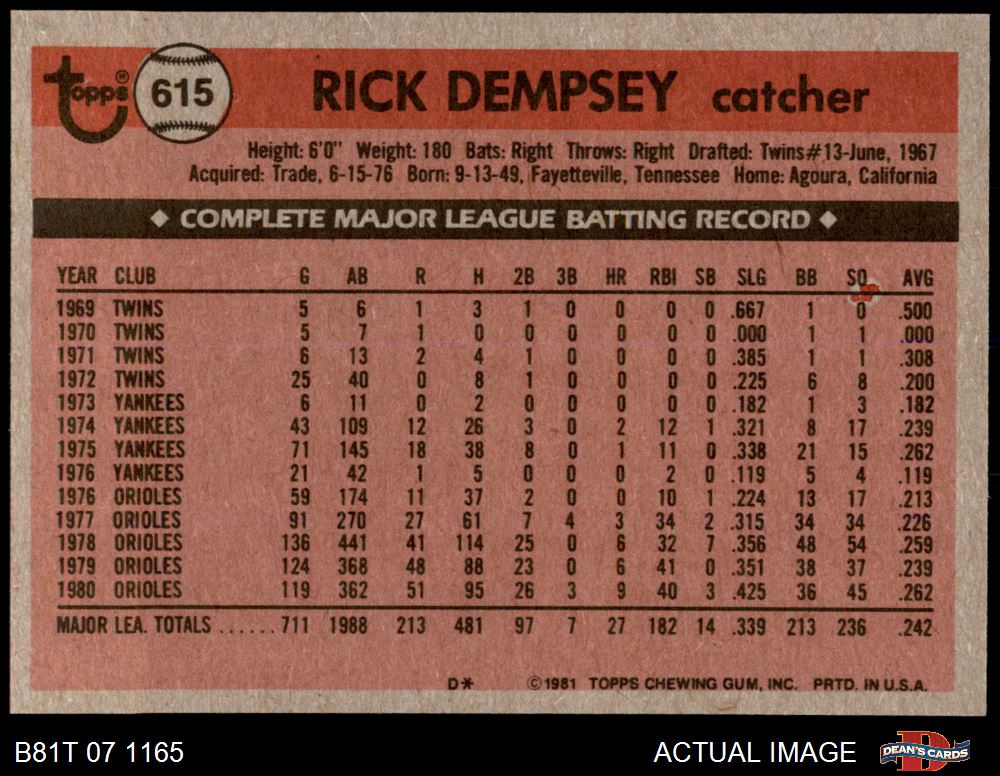 Topps 615 RICK DEMPSEY catcher
Height: 6'0" Weight: 180 Bats: Right Throws: Right Drafted: Twins#13-June, 1967
Acquired: Trade, 6-15-76 Born: 9-13-49, Fayetteville, Tennessee Home: Agoura, California
◆ COMPLETE MAJOR LEAGUE BATTING RECORD ◆
YEAR CLUB G AB R H 2B 3B HR RBI SB SLG BB SO AVG
1969 TWINS 5 6 1 3 1 0 0 0 0 .667 1 0 .500
1970 TWINS 5 7 1 0 0 0 0 0 0 .000 1 1 .000
1971 TWINS 6 13 2 4 1 0 0 0 0 .385 1 1 .308
1972 TWINS 25 40 0 8 1 0 0 0 0 .225 6 8 .200
1973 YANKEES 6 11 0 2 0 0 0 0 0 .182 1 3 .182
1974 YANKEES 43 109 12 26 3 0 2 12 1 .321 8 17 .239
1975 YANKEES 71 145 18 38 8 0 1 11 0 .338 21 15 .262
1976 YANKEES 21 42 1 5 0 0 0 2 0 .119 5 4 .119
1976 ORIOLES 59 174 11 37 2 0 0 10 1 .224 13 17 .213
1977 ORIOLES 91 270 27 61 7 4 3 34 2 .315 34 34 .226
1978 ORIOLES 136 441 41 114 25 0 6 32 7 .356 48 54 .259
1979 ORIOLES 124 368 48 88 23 0 6 41 0 .351 38 37 .239
1980 ORIOLES 119 362 51 95 26 3 9 40 3 .425 36 45 .262
MAJOR LEA. TOTALS ......711 1988 213 481 97 7 27 182 14 .339 213 236 .242
D* ©1981 TOPPS CHEWING GUM, INC. PRTD. IN U.S.A.
B81T 07 1165 ACTUAL IMAGE DEAN'S CARDS